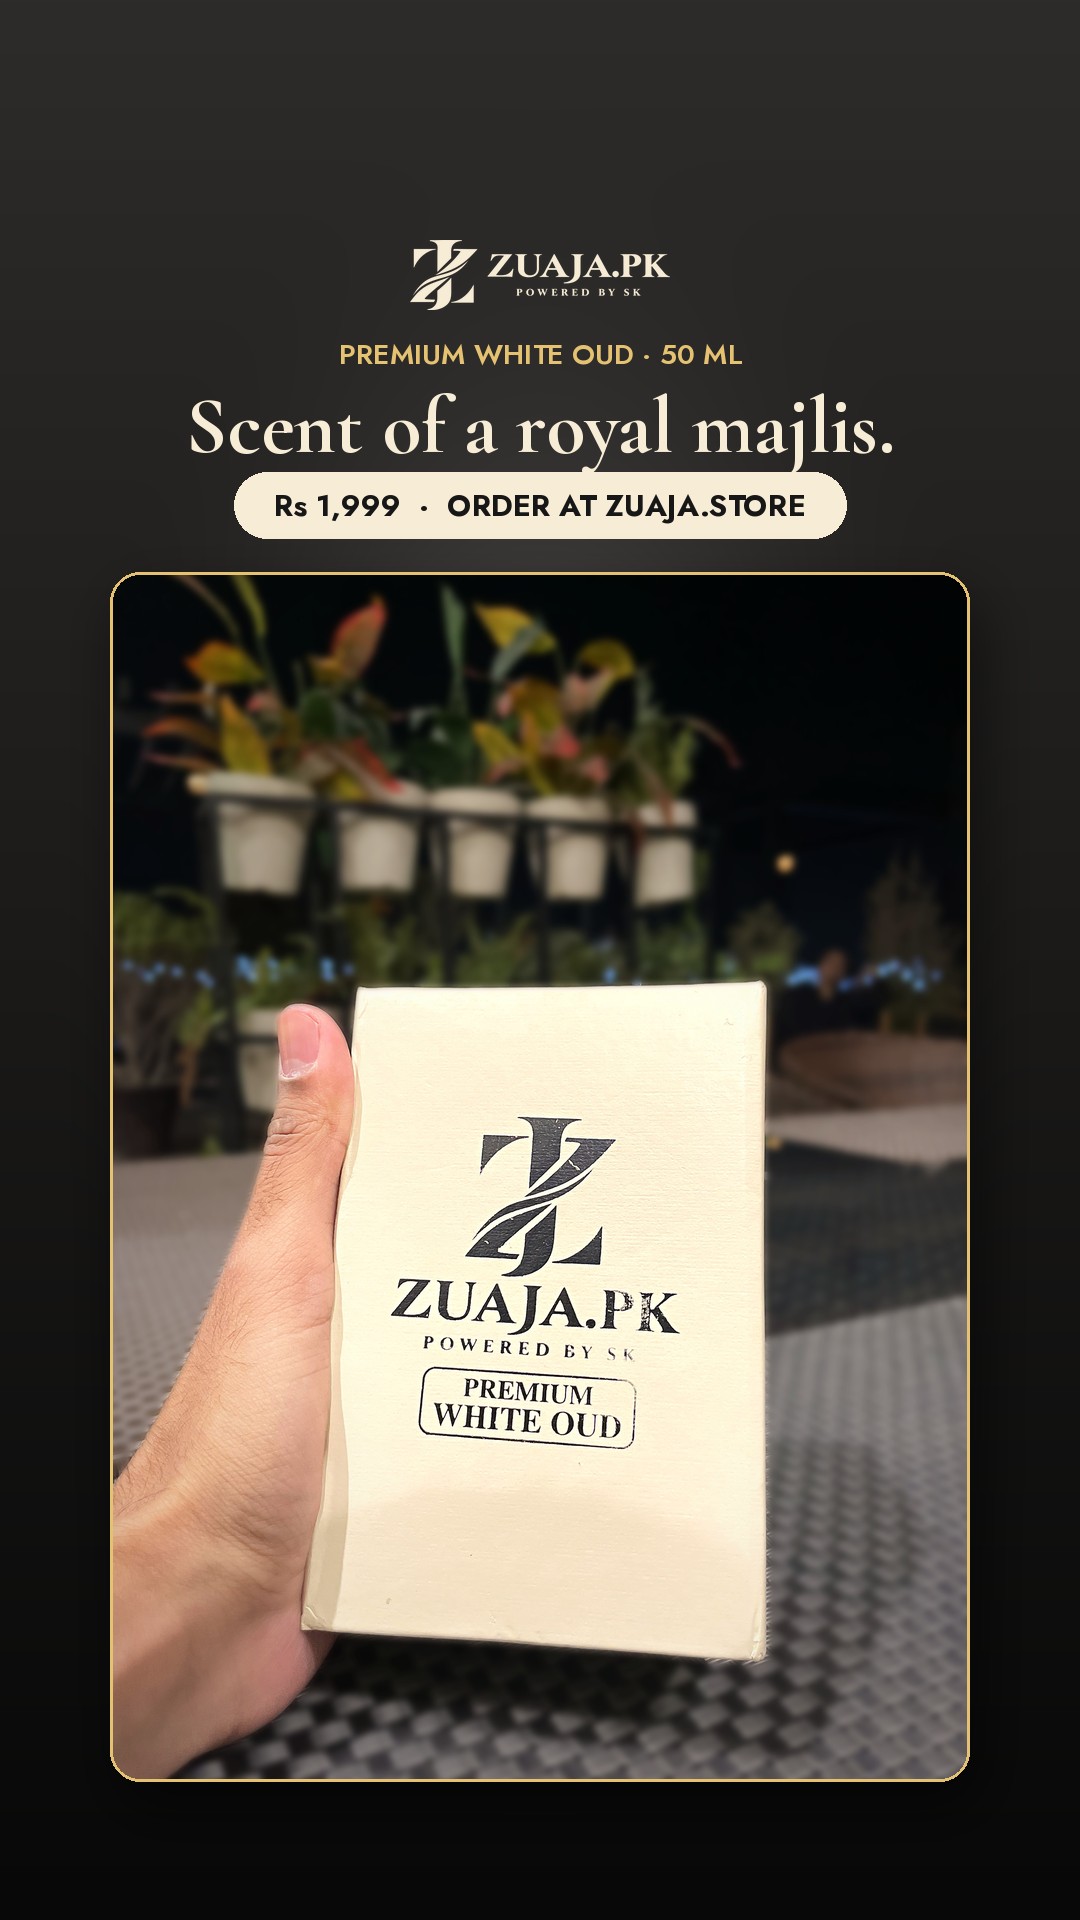 ZUAJA.PK
POWERED BY SK
PREMIUM WHITE OUD · 50 ML
Scent of a royal majlis.
Rs 1,999 · ORDER AT ZUAJA.STORE
ZUAJA.PK
POWERED BY SK
PREMIUM
WHITE OUD